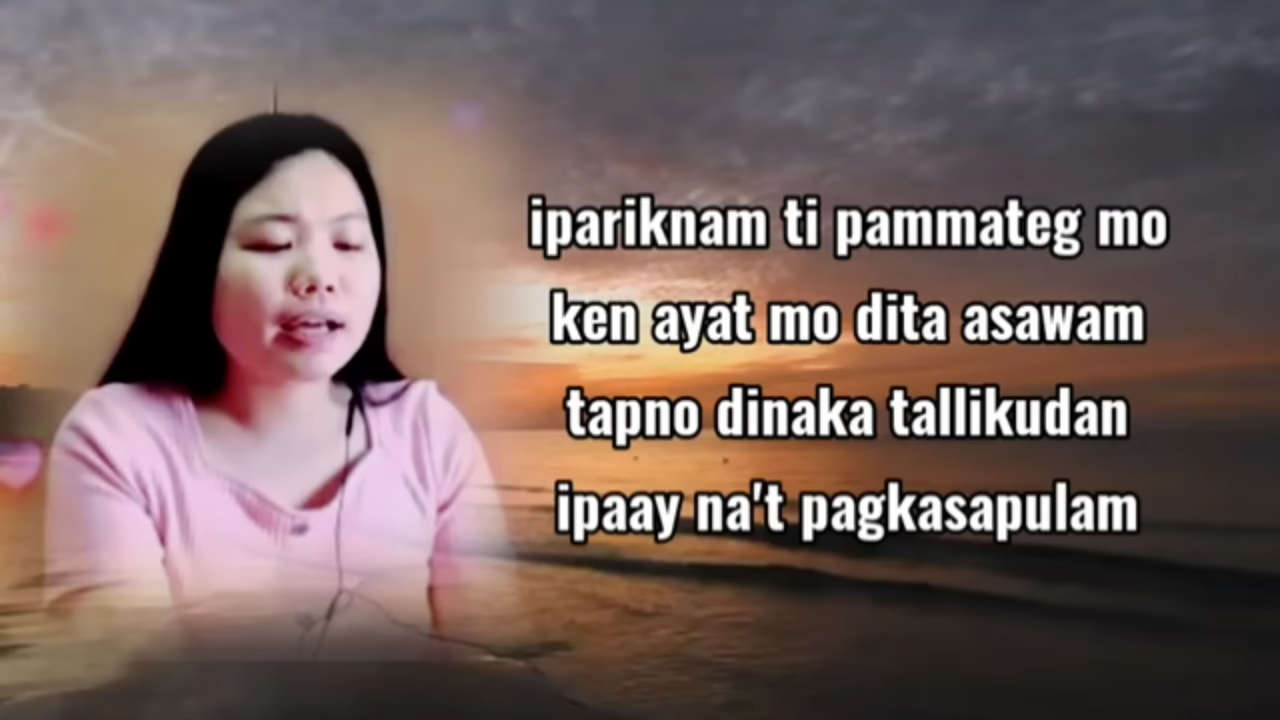 ipariknam ti pammateg mo
ken ayat mo dita asawam
tapno dinaka tallikudan
ipaay na't pagkasapulam